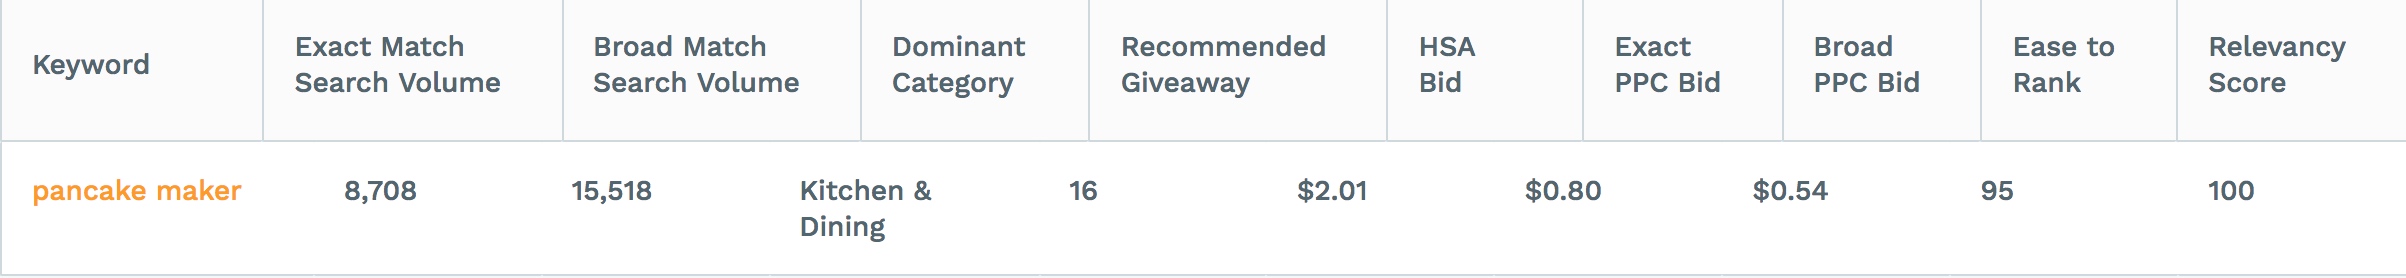 Keyword
Exact Match
Search Volume
Broad Match
Search Volume
Dominant
Category
Recommended
Giveaway
HSA
Bid
Exact
PPC Bid
Broad
PPC Bid
Ease to
Rank
Relevancy
Score
pancake maker
8,708
15,518
Kitchen &
Dining
16
$2.01
$0.80
$0.54
95
100